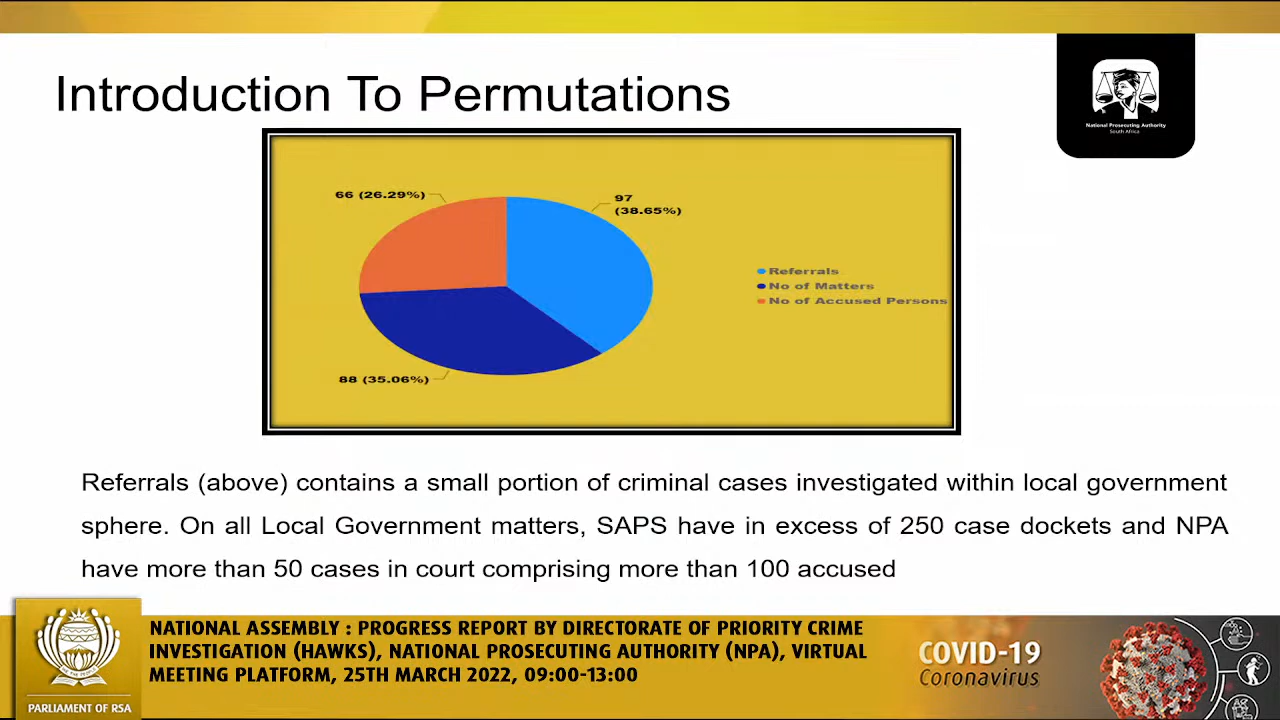 Introduction To Permutations
National Prosecuting Authority
South Africa
66 (26.29%)
97
(38.65%)
Referrals
No of Matters
No of Accused Persons
88 (35.06%)
Referrals (above) contains a small portion of criminal cases investigated within local government
sphere. On all Local Government matters, SAPS have in excess of 250 case dockets and NPA
have more than 50 cases in court comprising more than 100 accused
NATIONAL ASSEMBLY : PROGRESS REPORT BY DIRECTORATE OF PRIORITY CRIME
INVESTIGATION (HAWKS), NATIONAL PROSECUTING AUTHORITY (NPA), VIRTUAL
MEETING PLATFORM, 25TH MARCH 2022, 09:00-13:00
PARLIAMENT OF RSA
COVID-19
Coronavirus